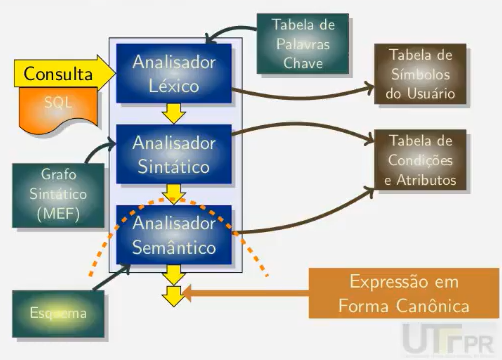 Consulta
SQL
Analisador
Léxico
Tabela de
Palavras
Chave
Tabela de
Símbolos
do Usuário
Analisador
Sintático
Grafo
Sintático
(MEF)
Tabela de
Condições
e Atributos
Analisador
Semântico
Esquema
Expressão em
Forma Canônica
UTFPR